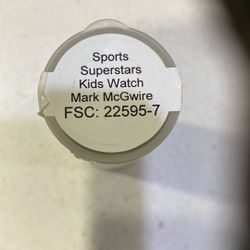 Sports
Superstars
Kids Watch
Mark McGwire
FSC: 22595-7